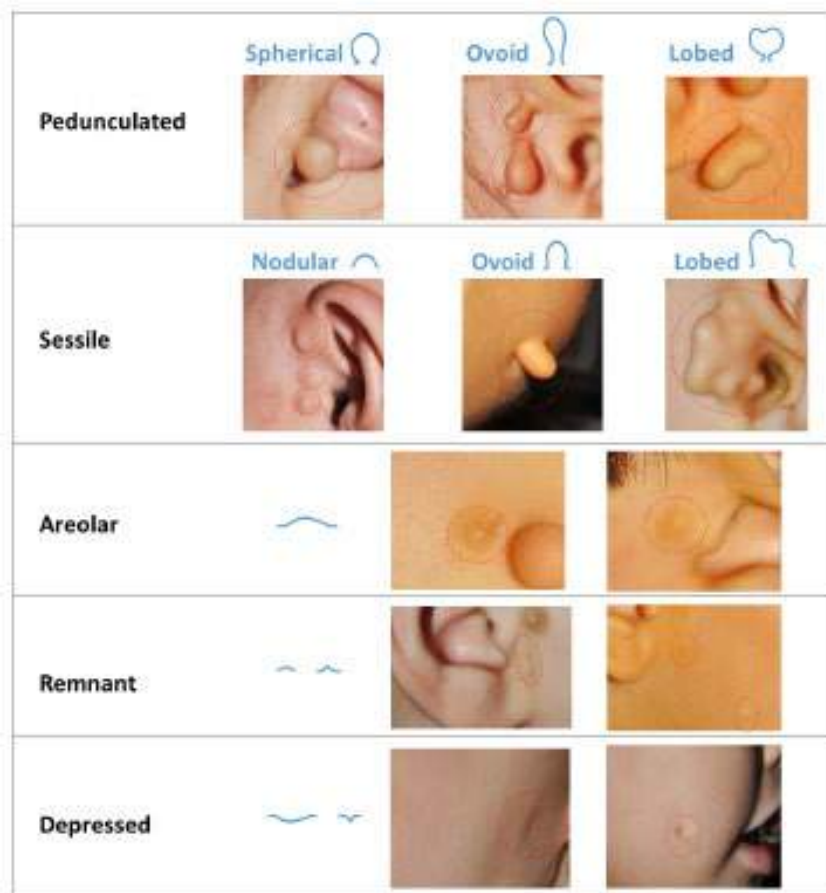 Spherical Ovoid Lobed
Pedunculated
Nodular Ovoid Lobed
Sessile
Areolar
Remnant
Depressed